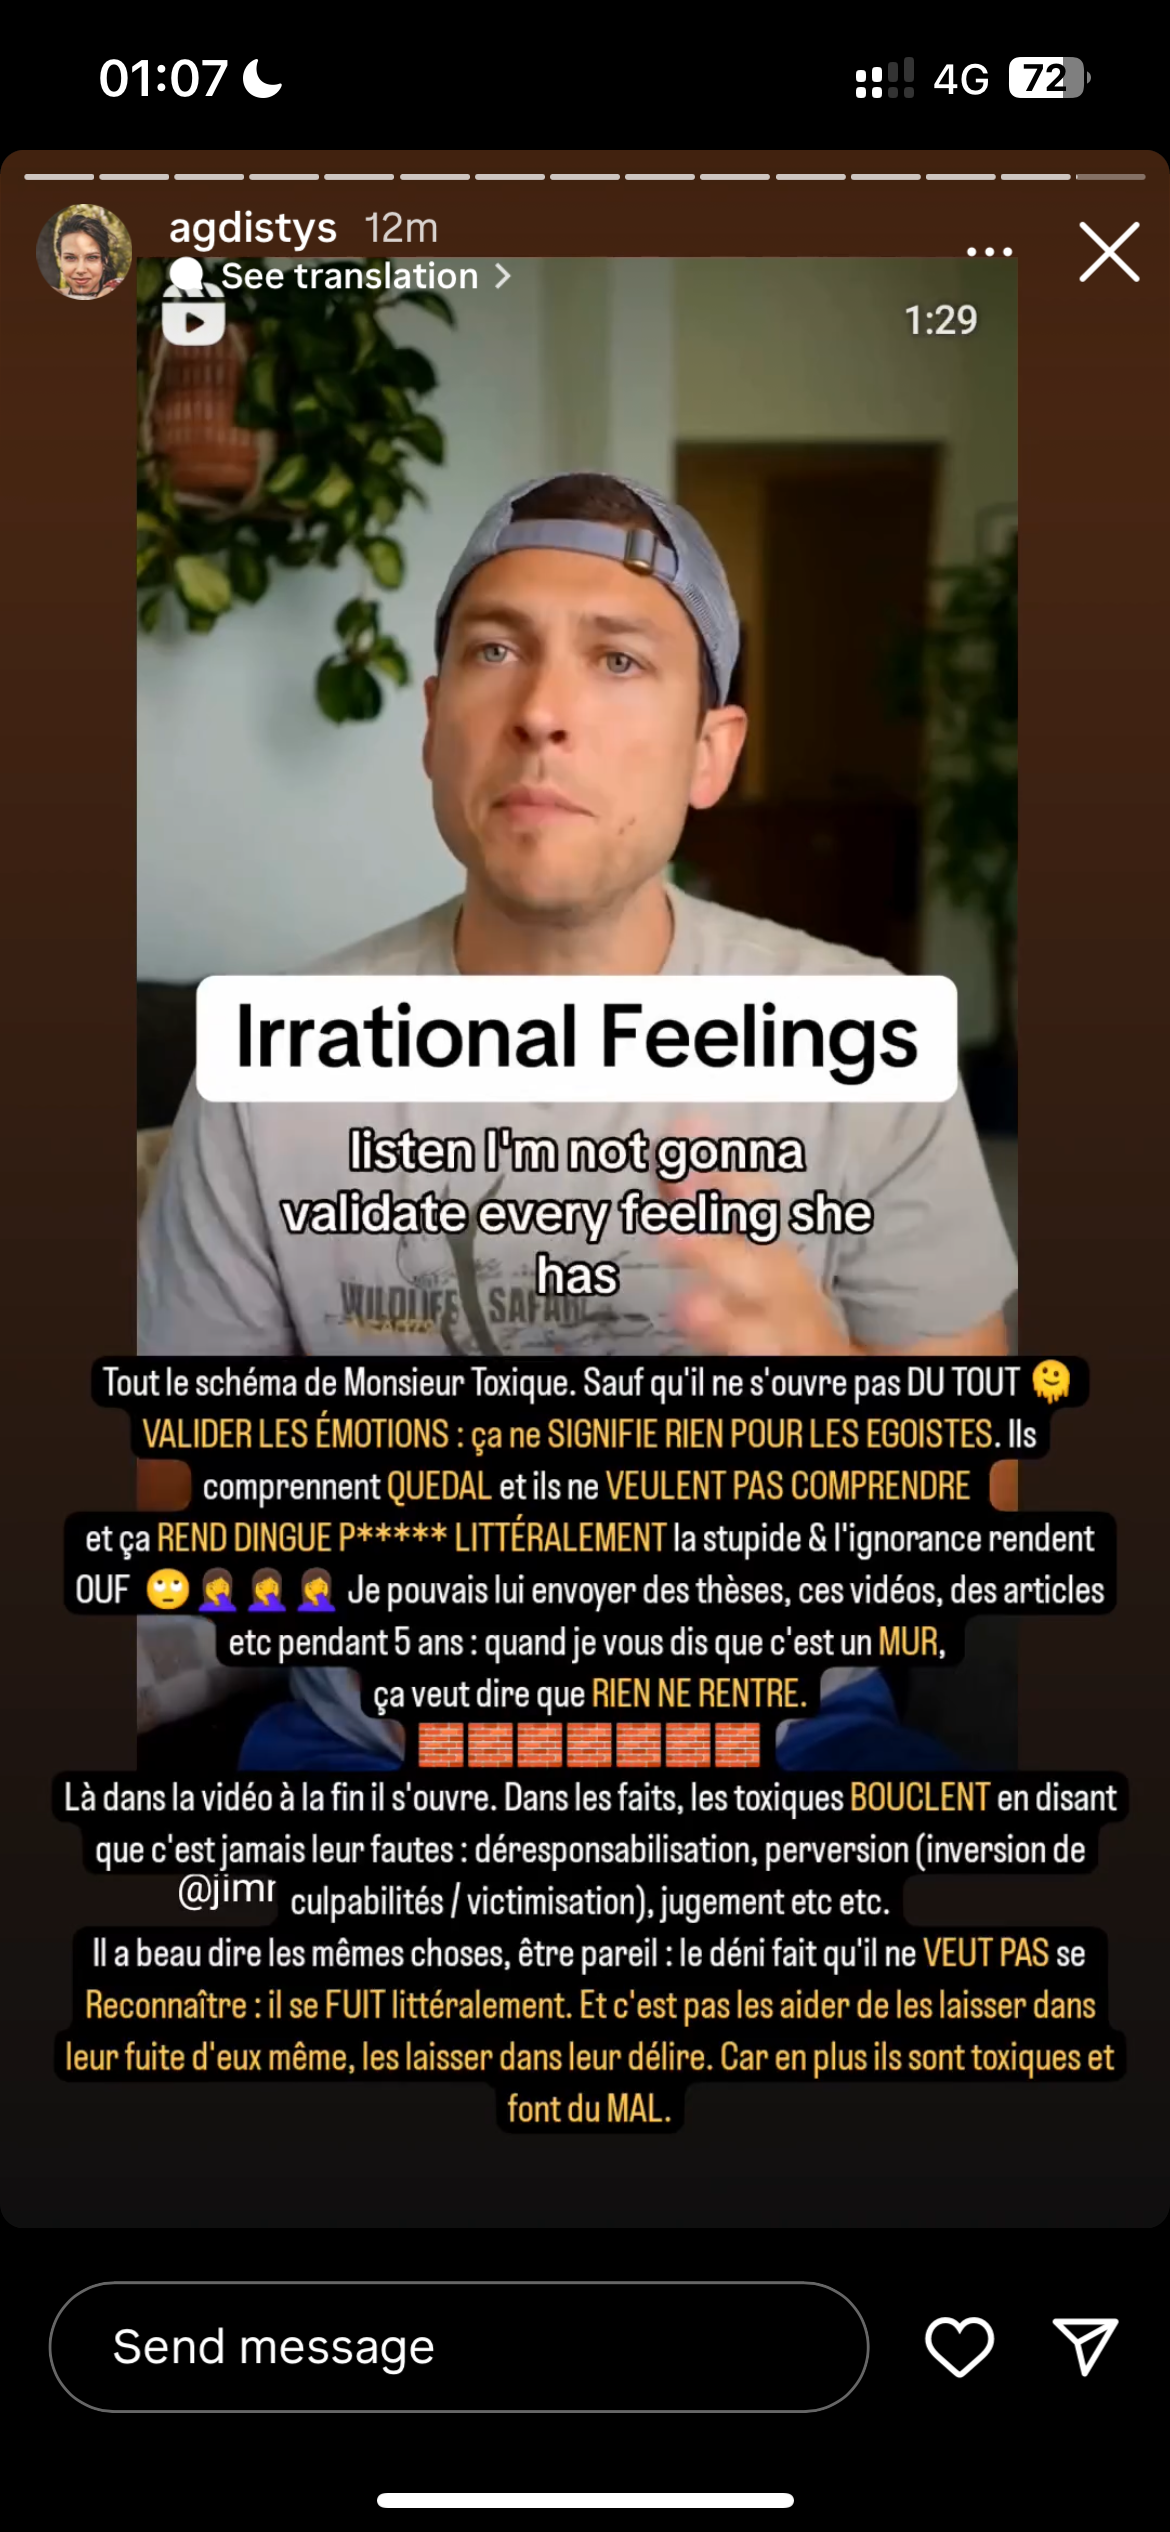 01:07
4G
72
agdistys 12m
See translation
1:29
Irrational Feelings
listen I'm not gonna
validate every feeling she
has
WILDLIFE SAFARI
Tout le schéma de Monsieur Toxique. Sauf qu'il ne s'ouvre pas DU TOUT 🫠
VALIDER LES ÉMOTIONS : ça ne SIGNIFIE RIEN POUR LES EGOISTES. Ils
comprennent QUEDAL et ils ne VEULENT PAS COMPRENDRE
et ça REND DINGUE P***** LITTÉRALEMENT la stupide & l'ignorance rendent
OUF 🙄🤦‍♀️🤦‍♀️🤦‍♀️ Je pouvais lui envoyer des thèses, ces vidéos, des articles
etc pendant 5 ans : quand je vous dis que c'est un MUR,
ça veut dire que RIEN NE RENTRE.
🧱🧱🧱🧱🧱🧱🧱
Là dans la vidéo à la fin il s'ouvre. Dans les faits, les toxiques BOUCLENT en disant
que c'est jamais leur fautes : déresponsabilisation, perversion (inversion de
@jimr culpabilités / victimisation), jugement etc etc.
Il a beau dire les mêmes choses, être pareil : le déni fait qu'il ne VEUT PAS se
Reconnaître : il se FUIT littéralement. Et c'est pas les aider de les laisser dans
leur fuite d'eux même, les laisser dans leur délire. Car en plus ils sont toxiques et
font du MAL.
Send message